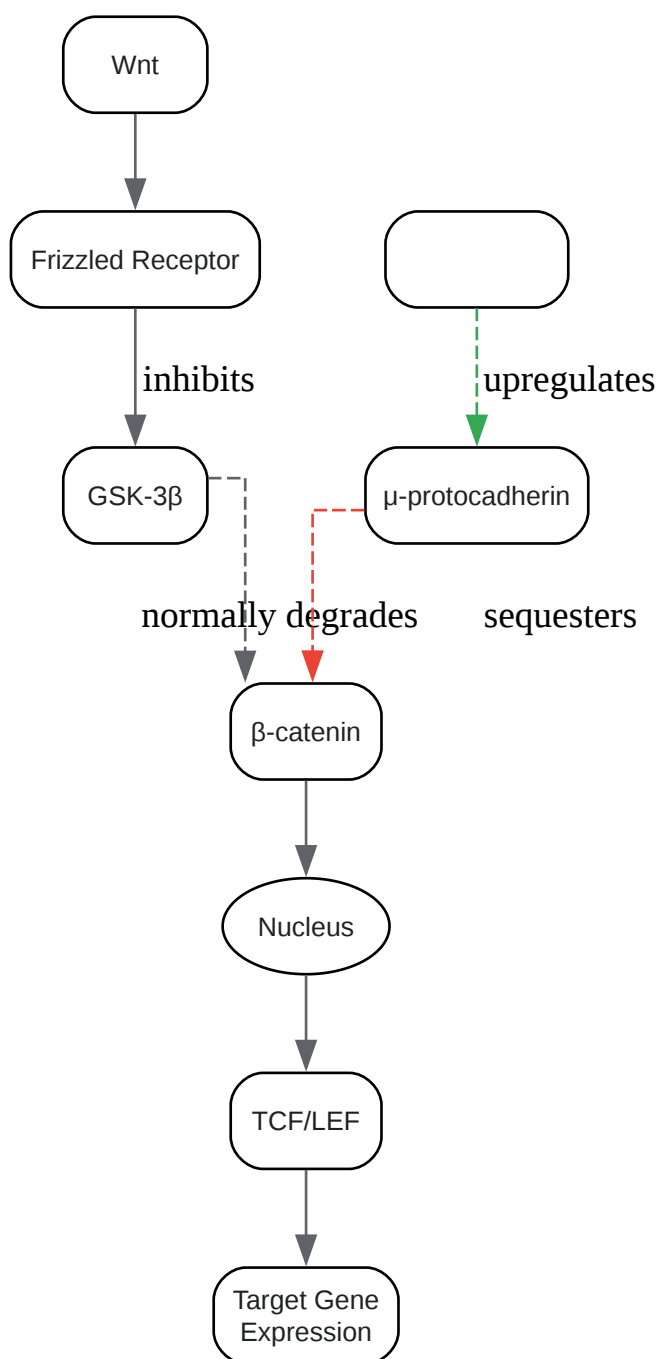 Wnt
Frizzled Receptor
inhibits
upregulates
GSK-3β
μ-protocadherin
normally degrades
sequesters
β-catenin
Nucleus
TCF/LEF
Target Gene
Expression